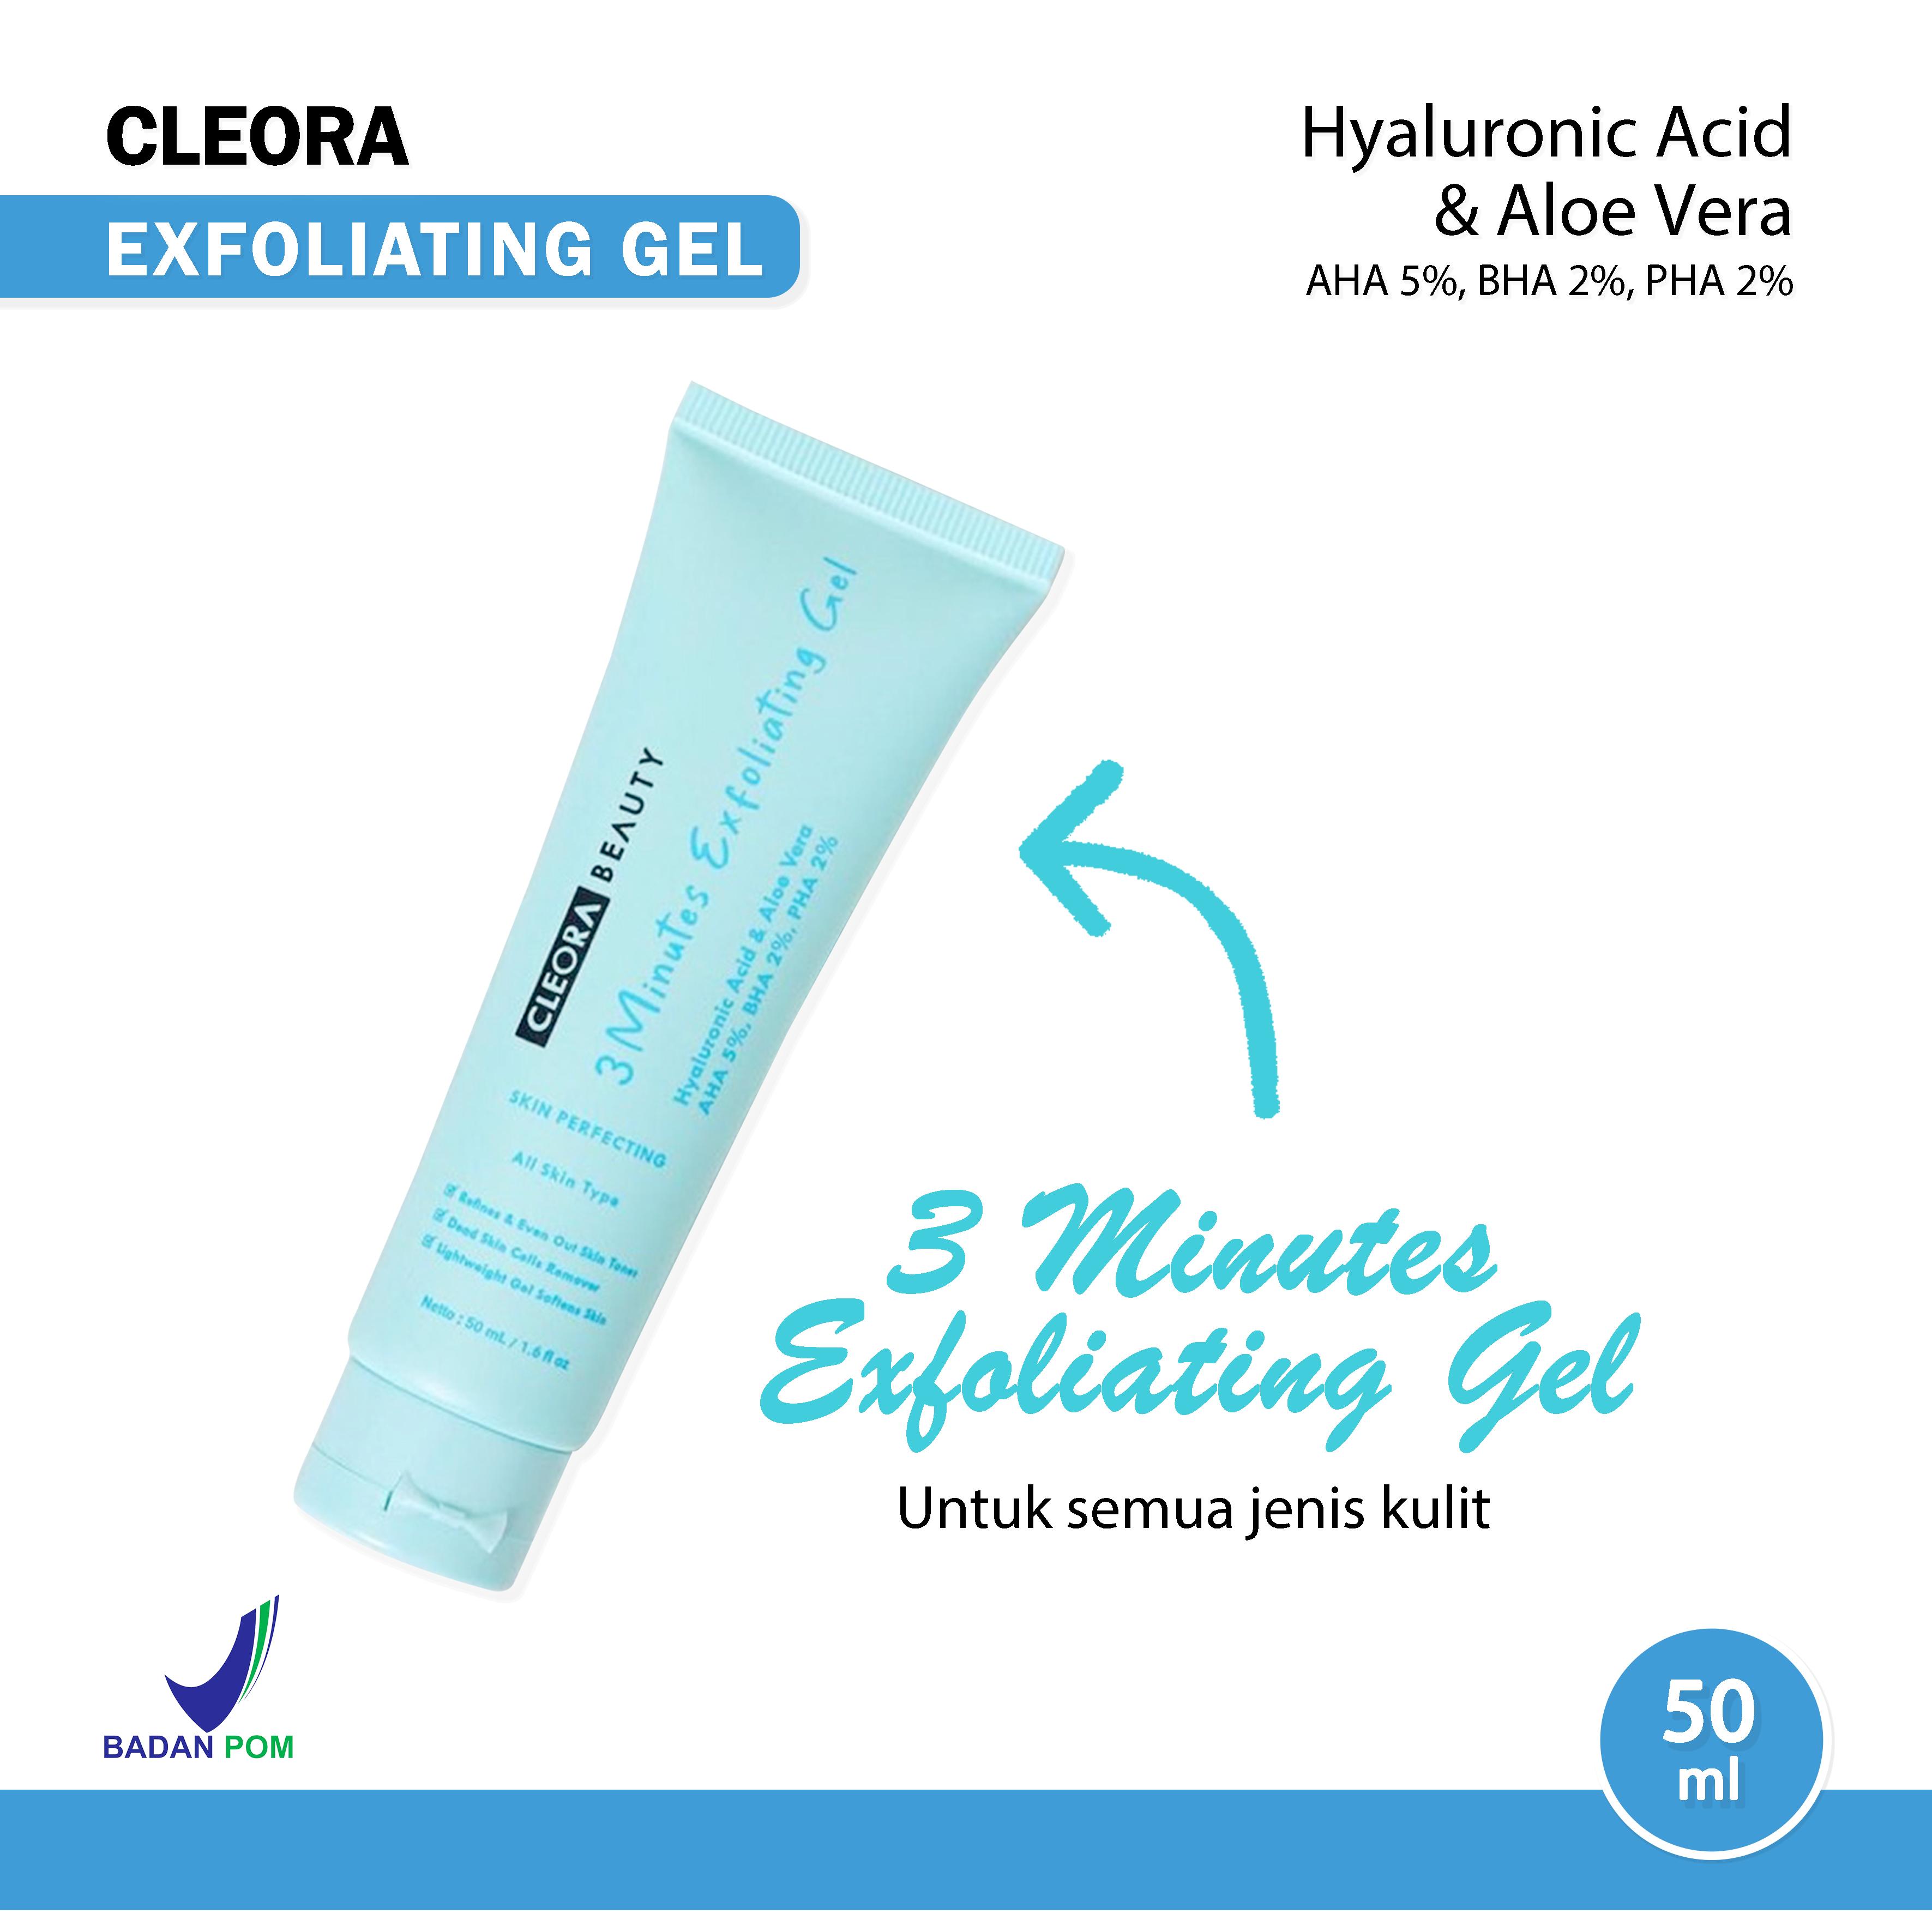 CLEORA
EXFOLIATING GEL
Hyaluronic Acid
& Aloe Vera
AHA 5%, BHA 2%, PHA 2%
CLEORA BEAUTY
3 Minutes Exfoliating Gel
Hyaluronic Acid & Aloe Vera
AHA 5%, BHA 2%, PHA 2%
SKIN PERFECTING
All Skin Type
Refines & Even Out Skin Toner
Dead Skin Cells Remover
Lightweight Gel Softens Skin
Netto : 50 mL / 1.6 fl oz
3 Minutes
Exfoliating Gel
Untuk semua jenis kulit
BADAN POM
50
ml